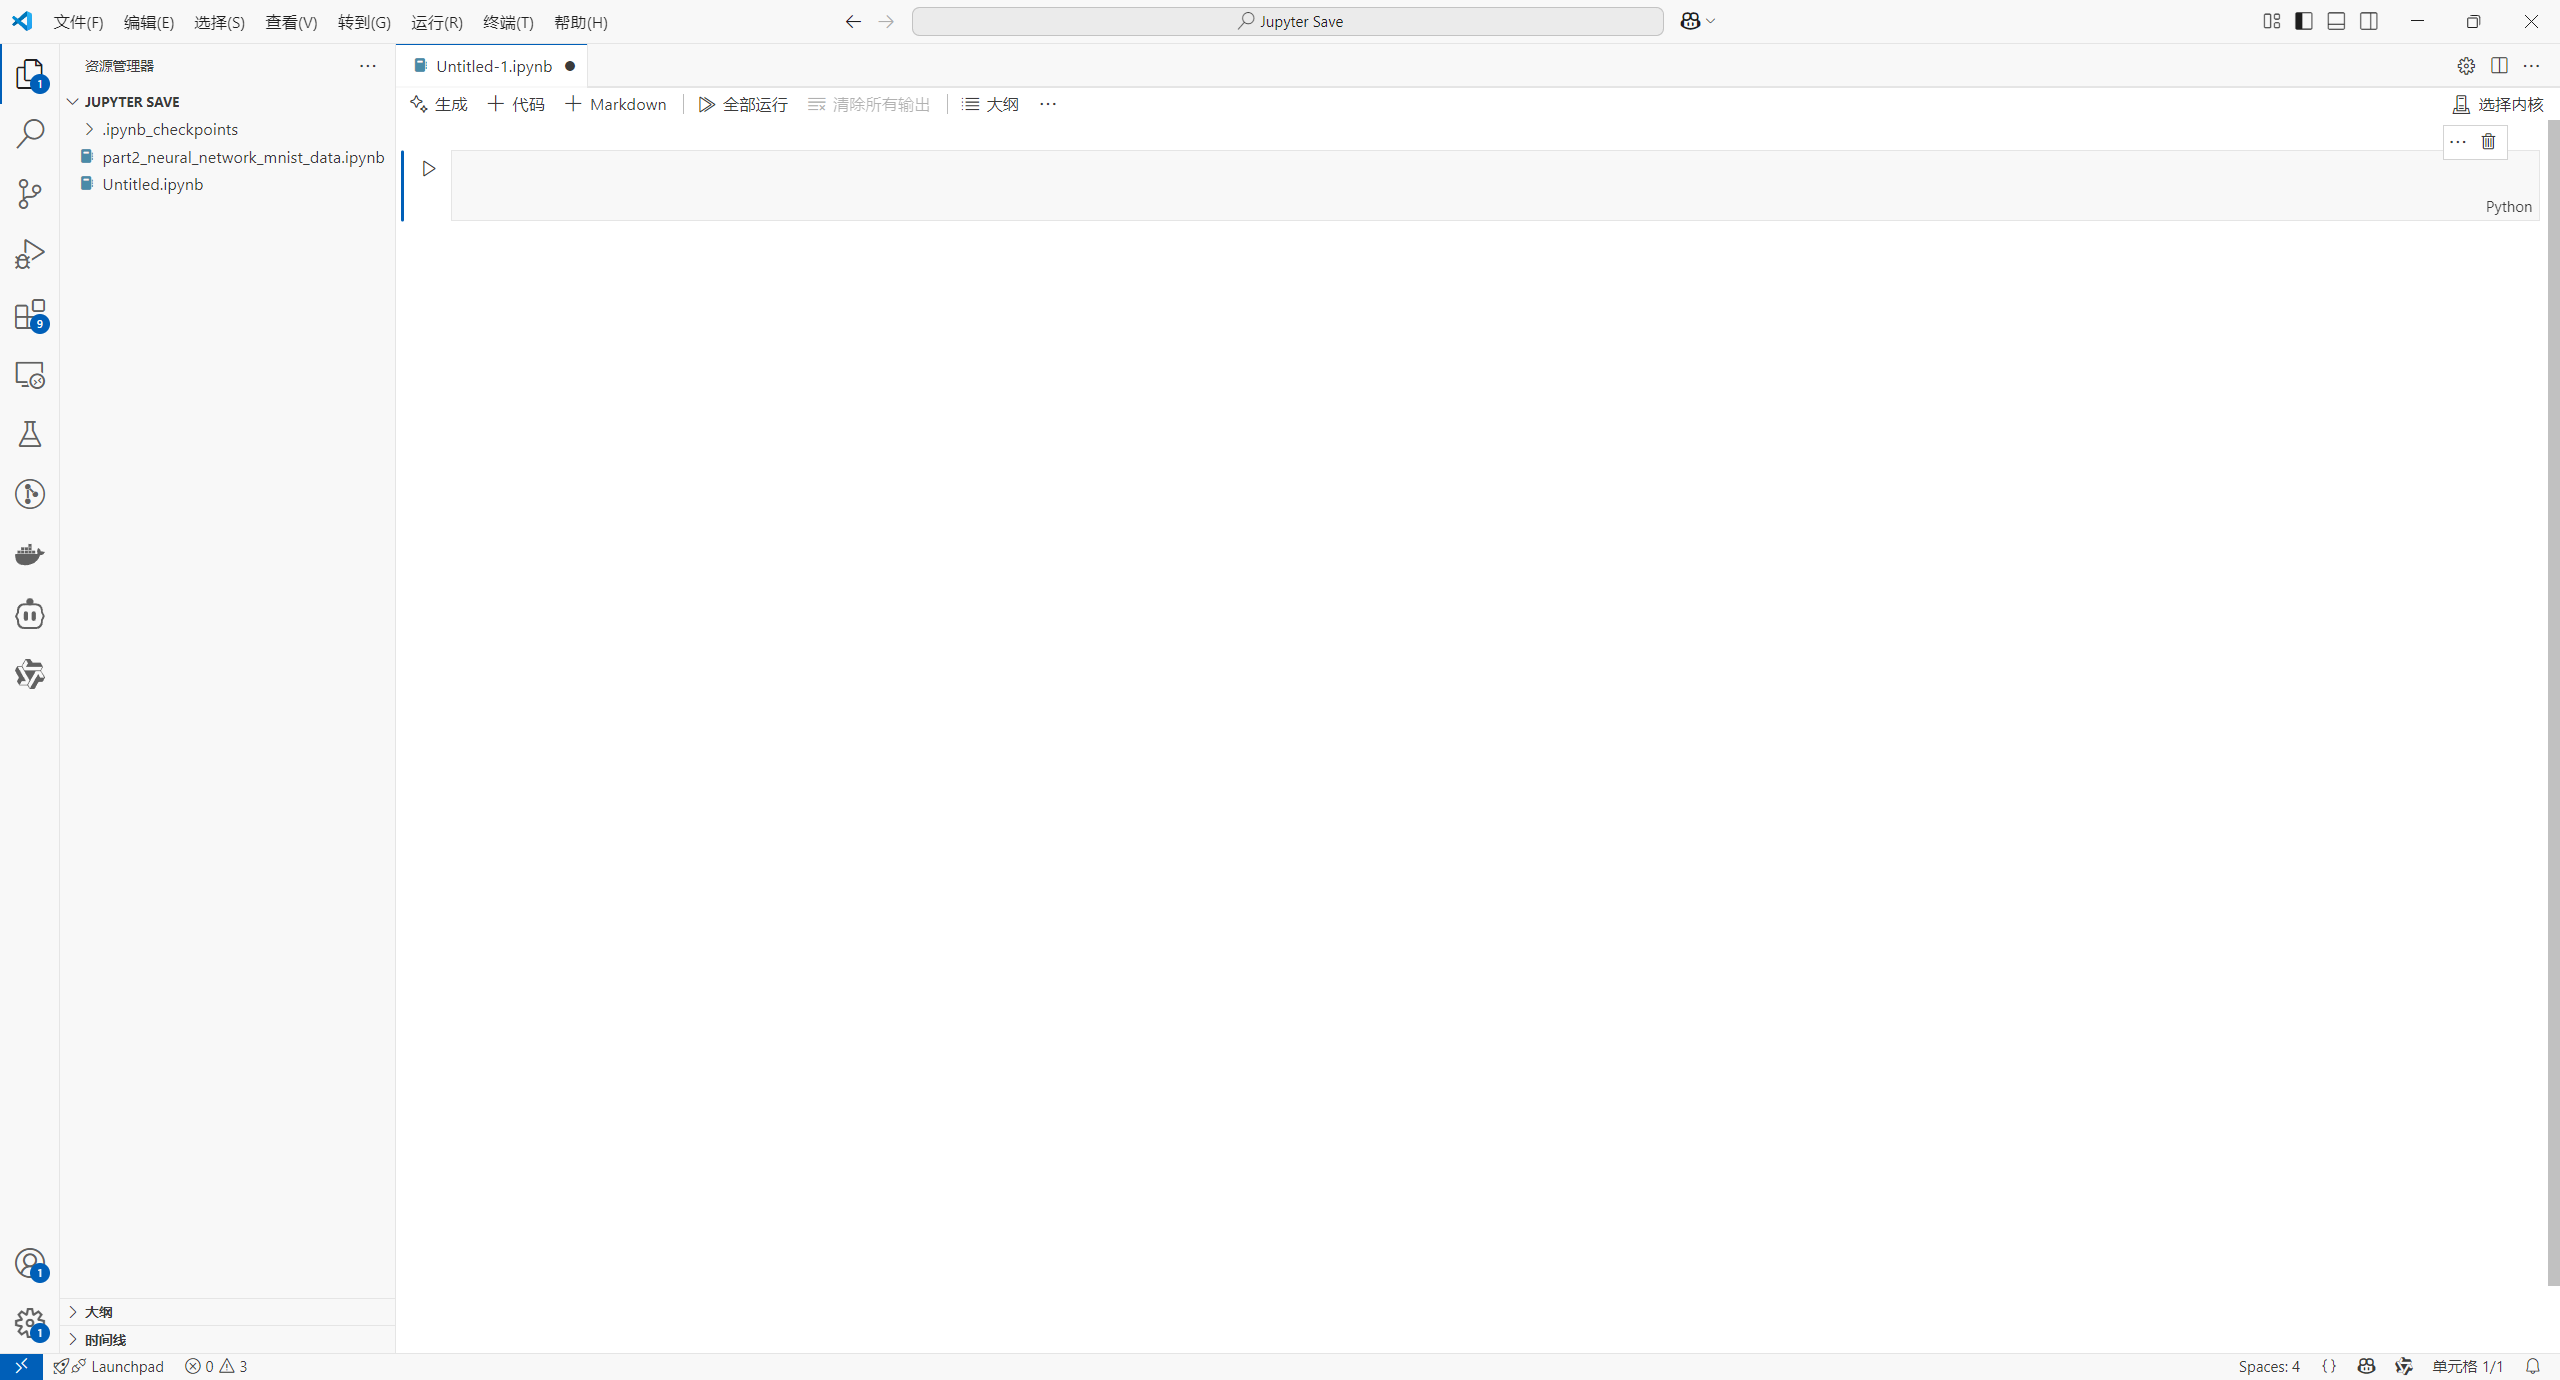 文件(F) 编辑(E) 选择(S) 查看(V) 转到(G) 运行(R) 终端(T) 帮助(H) Jupyter Save
资源管理器
Untitled-1.ipynb
JUPYTER SAVE
生成 代码 Markdown 全部运行 清除所有输出 大纲 选择内核
.ipynb_checkpoints
part2_neural_network_mnist_data.ipynb
Untitled.ipynb
Python
1
9
1
1
大纲
时间线
Launchpad 0 3 Spaces: 4 {} 单元格 1/1